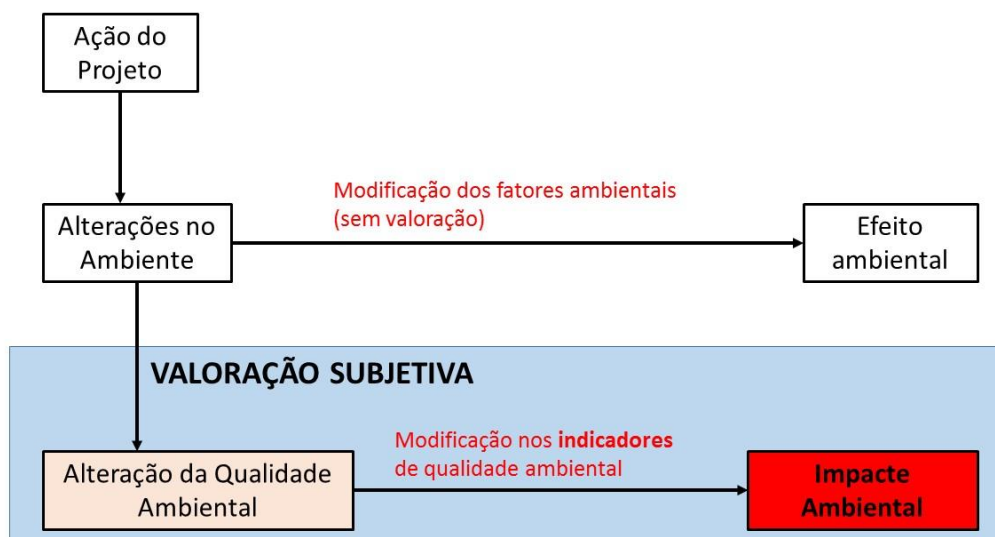 Ação do
Projeto
Modificação dos fatores ambientais
(sem valoração)
Alterações no
Ambiente
Efeito
ambiental
VALORAÇÃO SUBJETIVA
Modificação nos indicadores
de qualidade ambiental
Alteração da Qualidade
Ambiental
Impacte
Ambiental